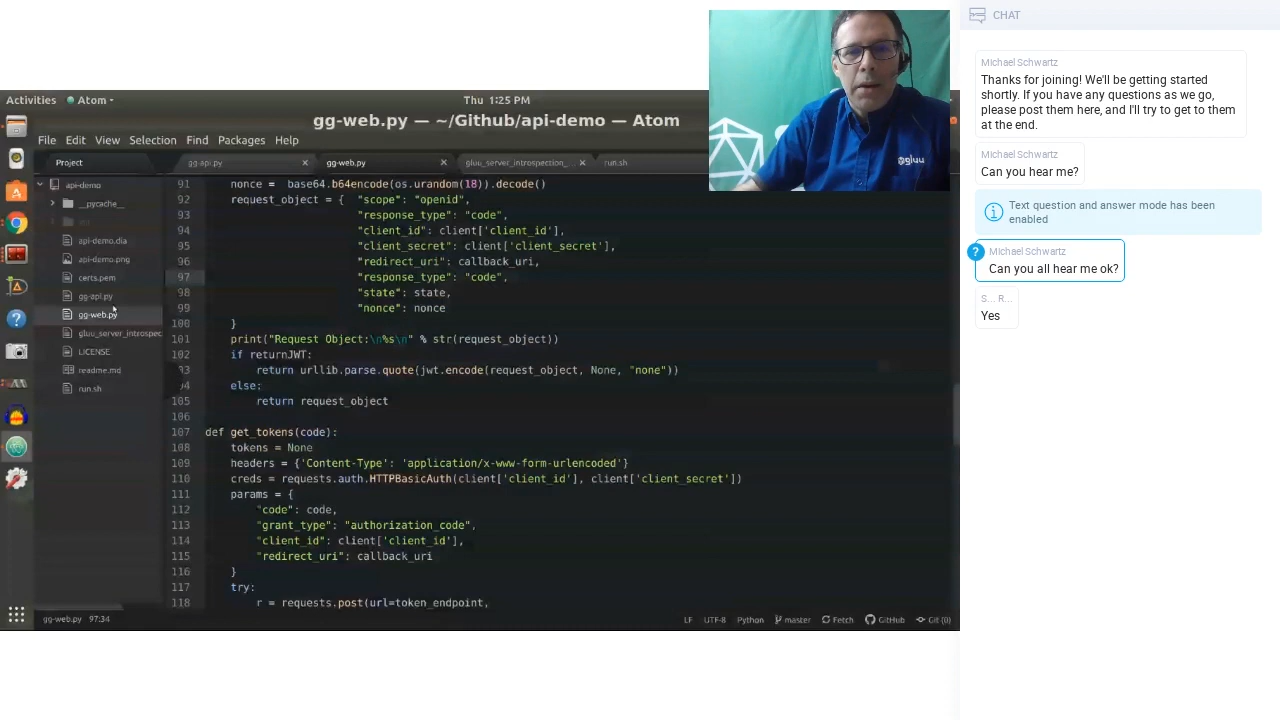 Activities
Atom
Thu 1:25 PM
gg-web.py — ~/Github/api-demo — Atom
File Edit View Selection Find Packages Help
Project
gg-api.py
gg-web.py
gluu_server_introspection_
run.sh
api-demo
__pycache__
api-demo.dia
api-demo.png
certs.pem
gg-api.py
gg-web.py
gluu_server_introspec
LICENSE
readme.md
run.sh
91 nonce = base64.b64encode(os.urandom(18)).decode()
92 request_object = { "scope": "openid",
93 "response_type": "code",
94 "client_id": client['client_id'],
95 "client_secret": client['client_secret'],
96 "redirect_uri": callback_uri,
97 "response_type": "code",
98 "state": state,
99 "nonce": nonce
100 }
101 print("Request Object:\n%s\n" % str(request_object))
102 if returnJWT:
93 return urllib.parse.quote(jwt.encode(request_object, None, "none"))
94 else:
105 return request_object
106
107 def get_tokens(code):
108 tokens = None
109 headers = {'Content-Type': 'application/x-www-form-urlencoded'}
110 creds = requests.auth.HTTPBasicAuth(client['client_id'], client['client_secret'])
111 params = {
112 "code": code,
113 "grant_type": "authorization_code",
114 "client_id": client['client_id'],
115 "redirect_uri": callback_uri
116 }
117 try:
118 r = requests.post(url=token_endpoint,
gg-web.py 97:34
LF UTF-8 Python master Fetch GitHub Git (0)
gluu
CHAT
Michael Schwartz
Thanks for joining! We'll be getting started
shortly. If you have any questions as we go,
please post them here, and I'll try to get to them
at the end.
Michael Schwartz
Can you hear me?
Text question and answer mode has been
enabled
?
Michael Schwartz
Can you all hear me ok?
S... R...
Yes